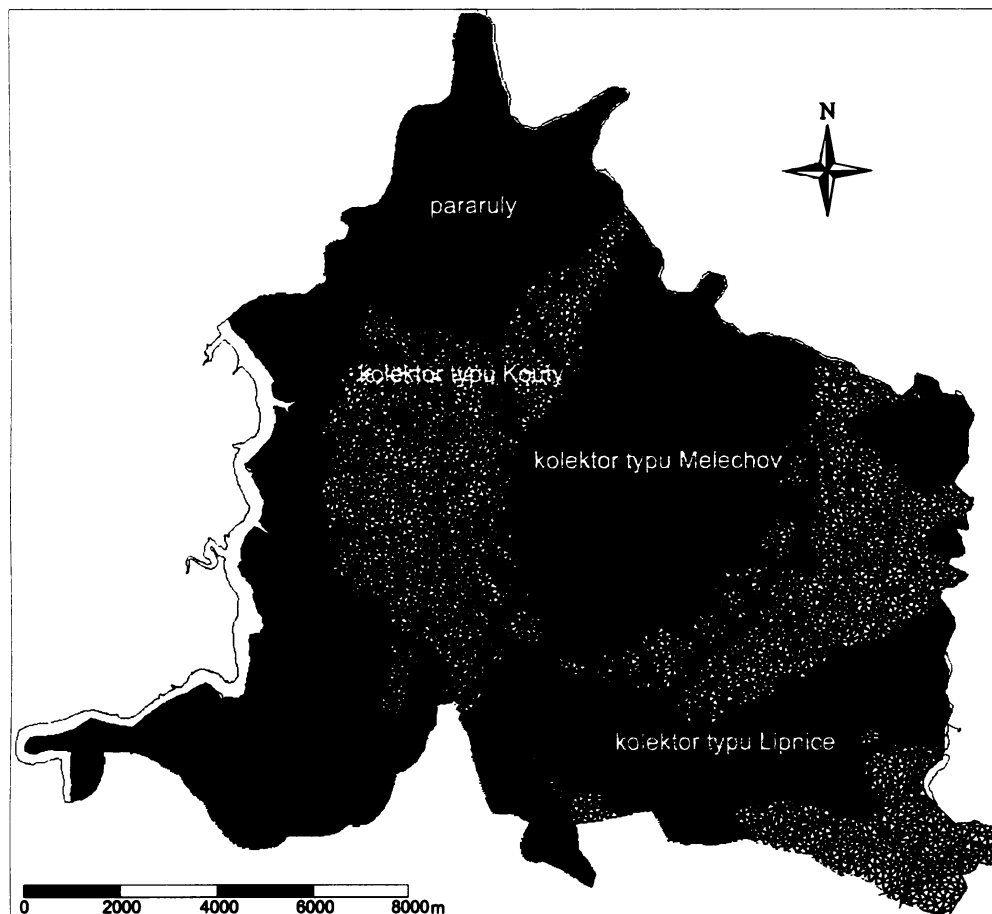 N
pararuly
kolektor typu Kouty
kolektor typu Melechov
kolektor typu Lipnice
0 2000 4000 6000 8000m